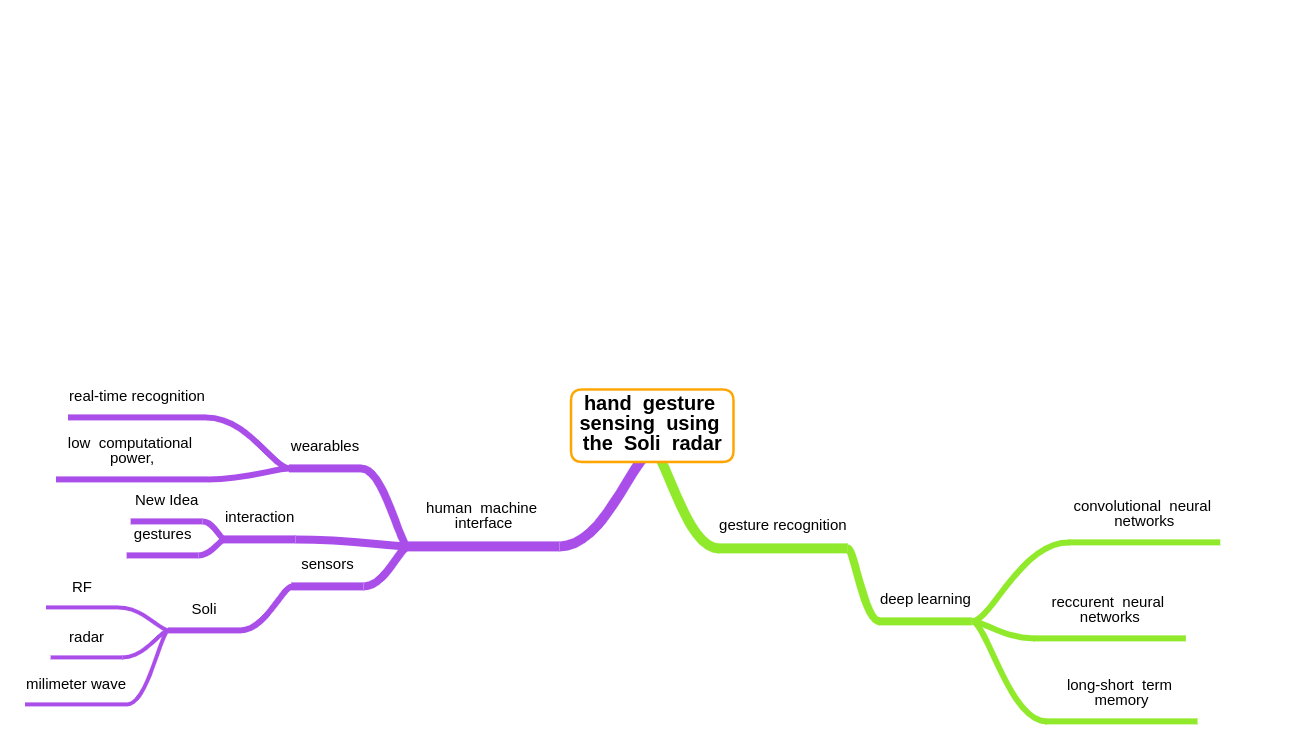 hand gesture
sensing using
the Soli radar
human machine
interface
wearables
real-time recognition
low computational
power,
interaction
New Idea
gestures
sensors
Soli
RF
radar
milimeter wave
gesture recognition
deep learning
convolutional neural
networks
reccurent neural
networks
long-short term
memory